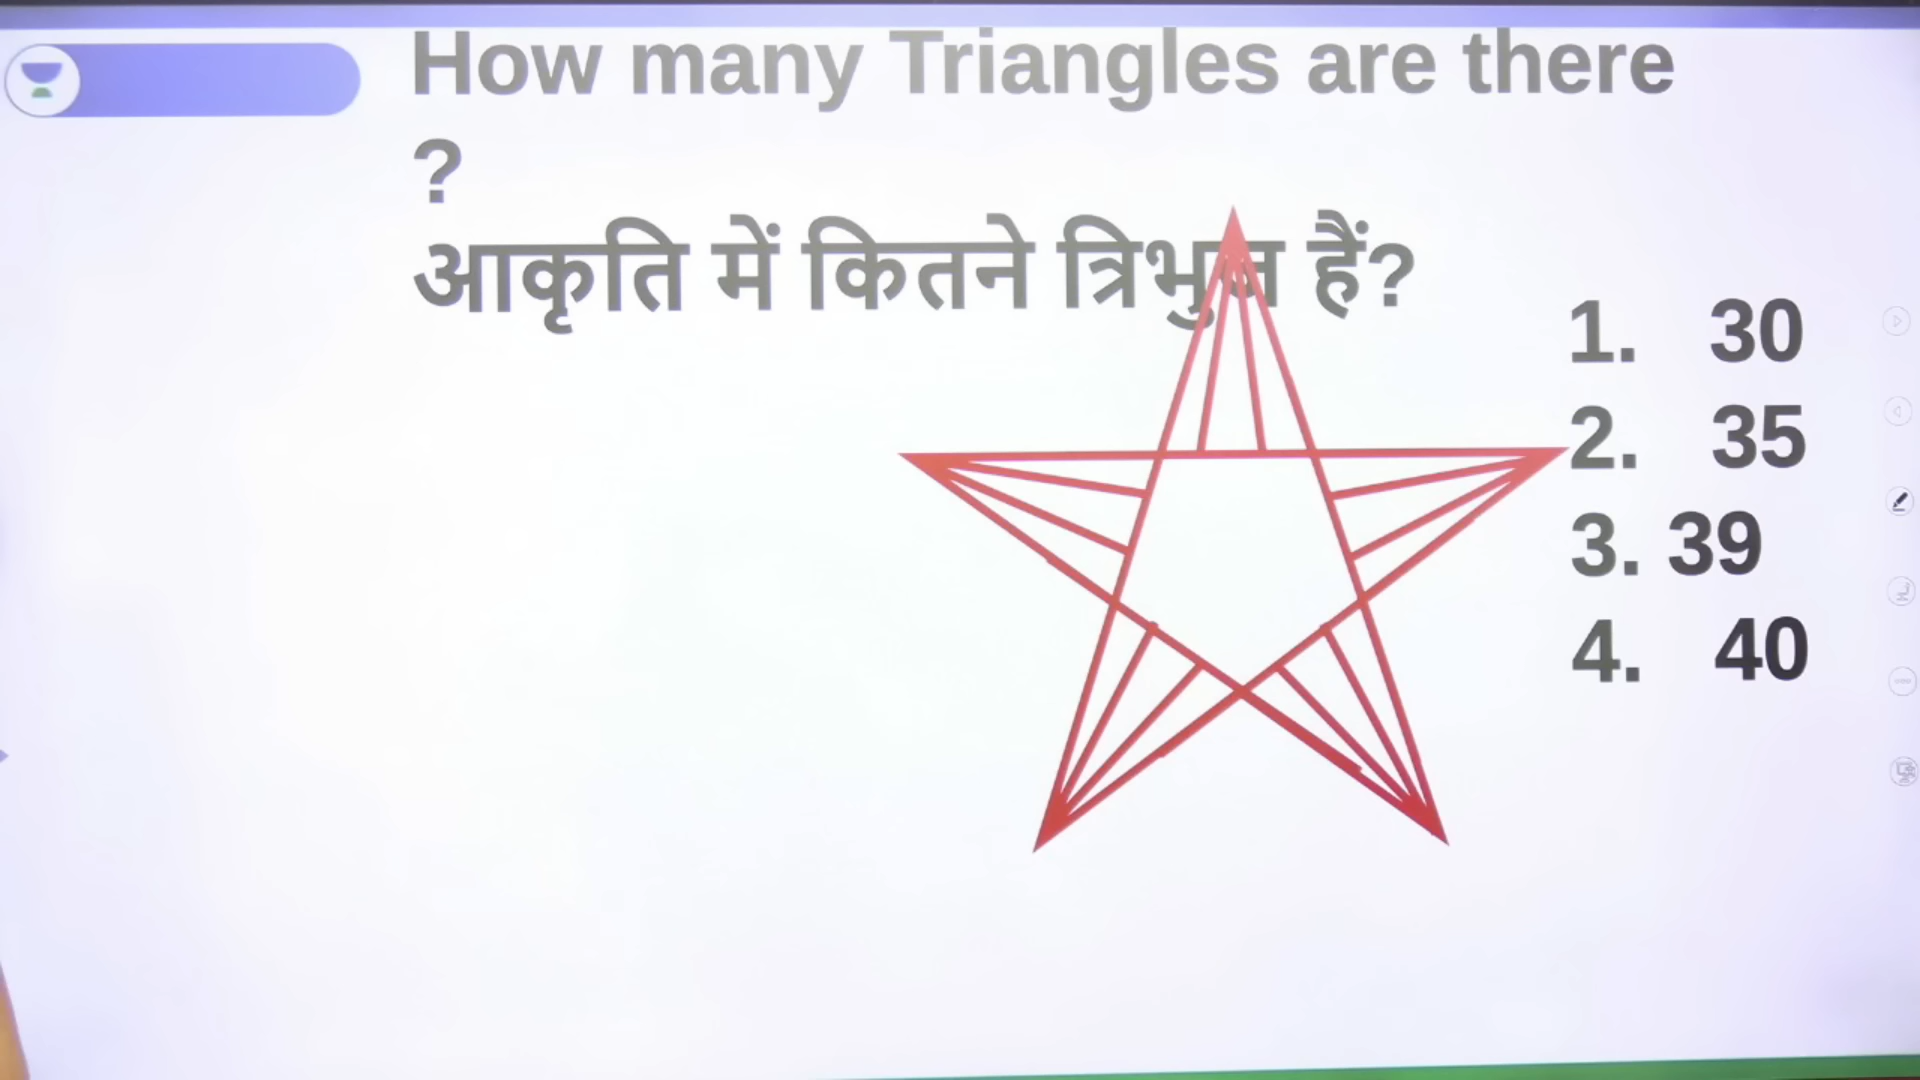 How many Triangles are there
?
आकृति में कितने त्रिभुज हैं?
1. 30
2. 35
3. 39
4. 40